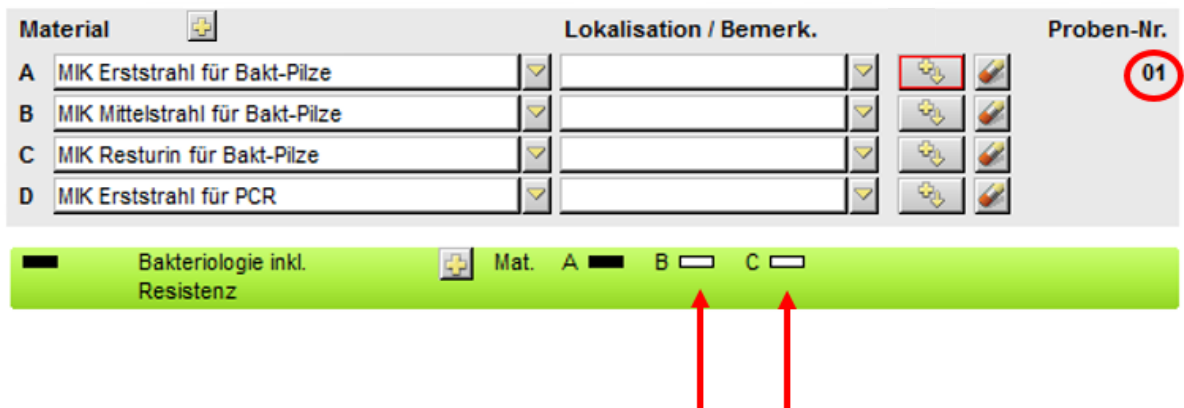 Material Lokalisation / Bemerk. Proben-Nr.
A MIK Erststrahl für Bakt-Pilze 01
B MIK Mittelstrahl für Bakt-Pilze
C MIK Resturin für Bakt-Pilze
D MIK Erststrahl für PCR
Bakteriologie inkl. Mat. A B C
Resistenz